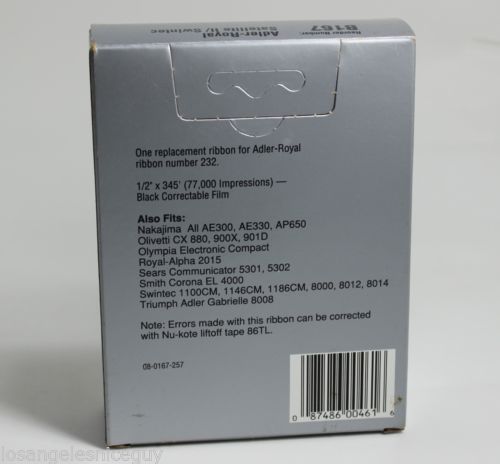 Adler-Royal
Satellite II/ Swintec
Reorder Number:
B167
One replacement ribbon for Adler-Royal
ribbon number 232.
1/2" x 345' (77,000 Impressions) —
Black Correctable Film
Also Fits:
Nakajima All AE300, AE330, AP650
Olivetti CX 880, 900X, 901D
Olympia Electronic Compact
Royal-Alpha 2015
Sears Communicator 5301, 5302
Smith Corona EL 4000
Swintec 1100CM, 1146CM, 1186CM, 8000, 8012, 8014
Triumph Adler Gabrielle 8008
Note: Errors made with this ribbon can be corrected
with Nu-kote liftoff tape 86TL.
08-0167-257
0 87486 00461 6
losangelesniceguy